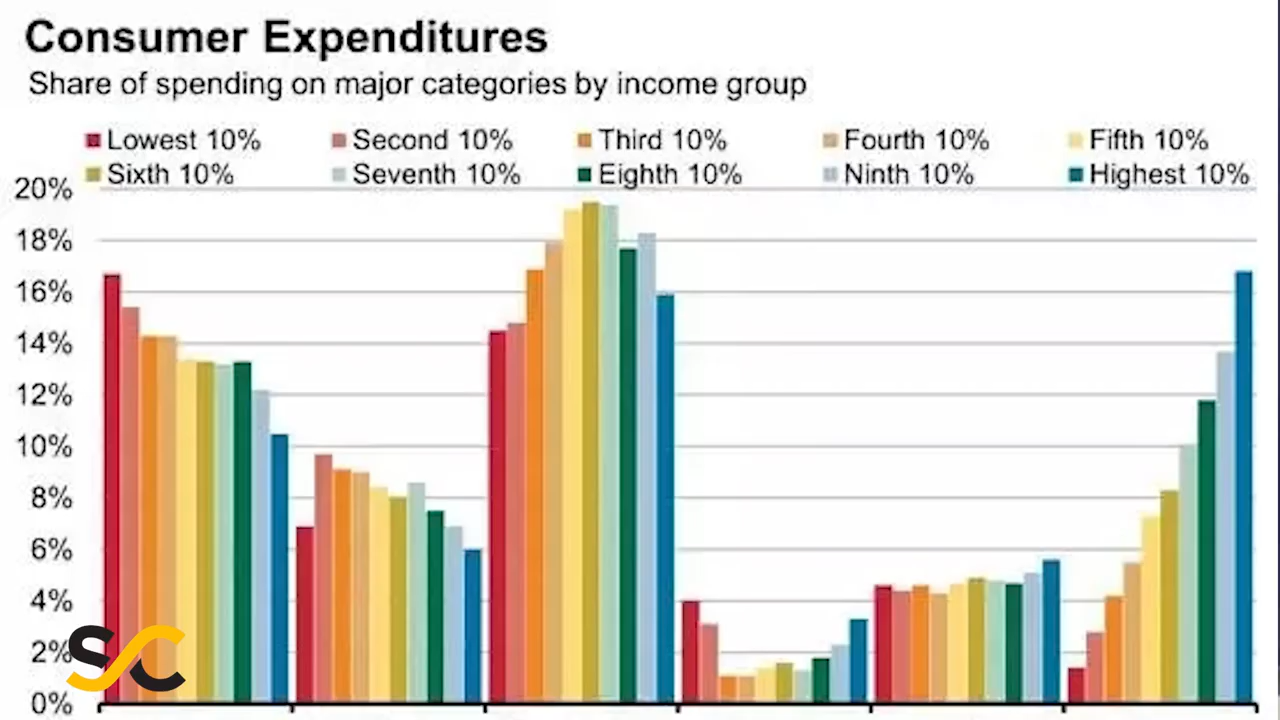 Consumer Expenditures
Share of spending on major categories by income group
Lowest 10% Second 10% Third 10% Fourth 10% Fifth 10%
Sixth 10% Seventh 10% Eighth 10% Ninth 10% Highest 10%
20%
18%
16%
14%
12%
10%
8%
6%
4%
2%
0%
SC